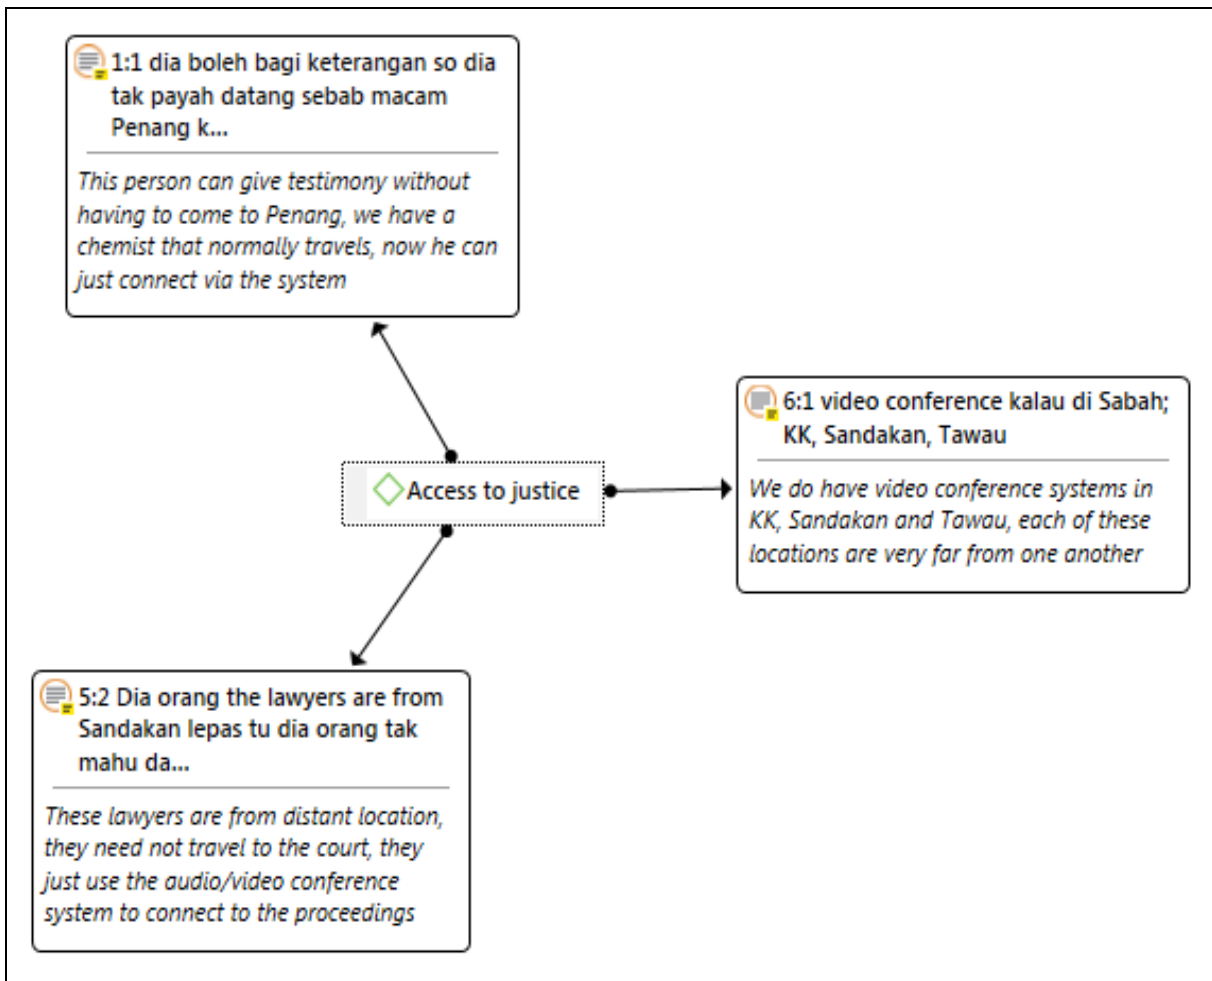 1:1 dia boleh bagi keterangan so dia
tak payah datang sebab macam
Penang k...
This person can give testimony without
having to come to Penang, we have a
chemist that normally travels, now he can
just connect via the system
6:1 video conference kalau di Sabah;
KK, Sandakan, Tawau
We do have video conference systems in
KK, Sandakan and Tawau, each of these
locations are very far from one another
Access to justice
5:2 Dia orang the lawyers are from
Sandakan lepas tu dia orang tak
mahu da...
These lawyers are from distant location,
they need not travel to the court, they
just use the audio/video conference
system to connect to the proceedings